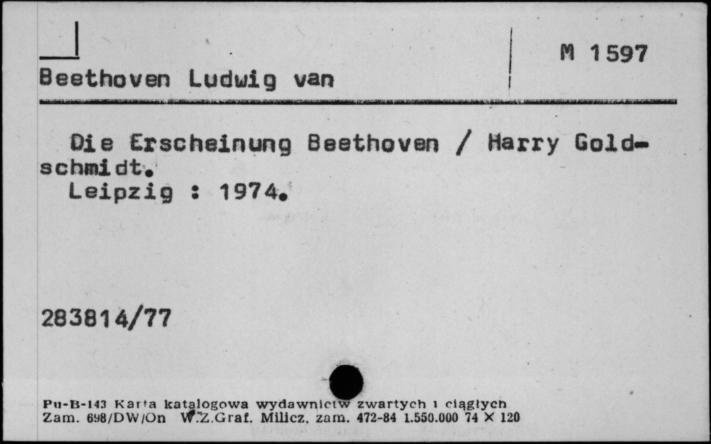 M 1597
Beethoven Ludwig van
Die Erscheinung Beethoven / Harry Gold-
schmidt.
Leipzig : 1974.
283814/77
Pu-B-143 Karta katalogowa wydawnictw zwartych i ciągłych
Zam. 698/DW/On W.Z.Graf. Milicz, zam. 472-84 1.550.000 74 X 120